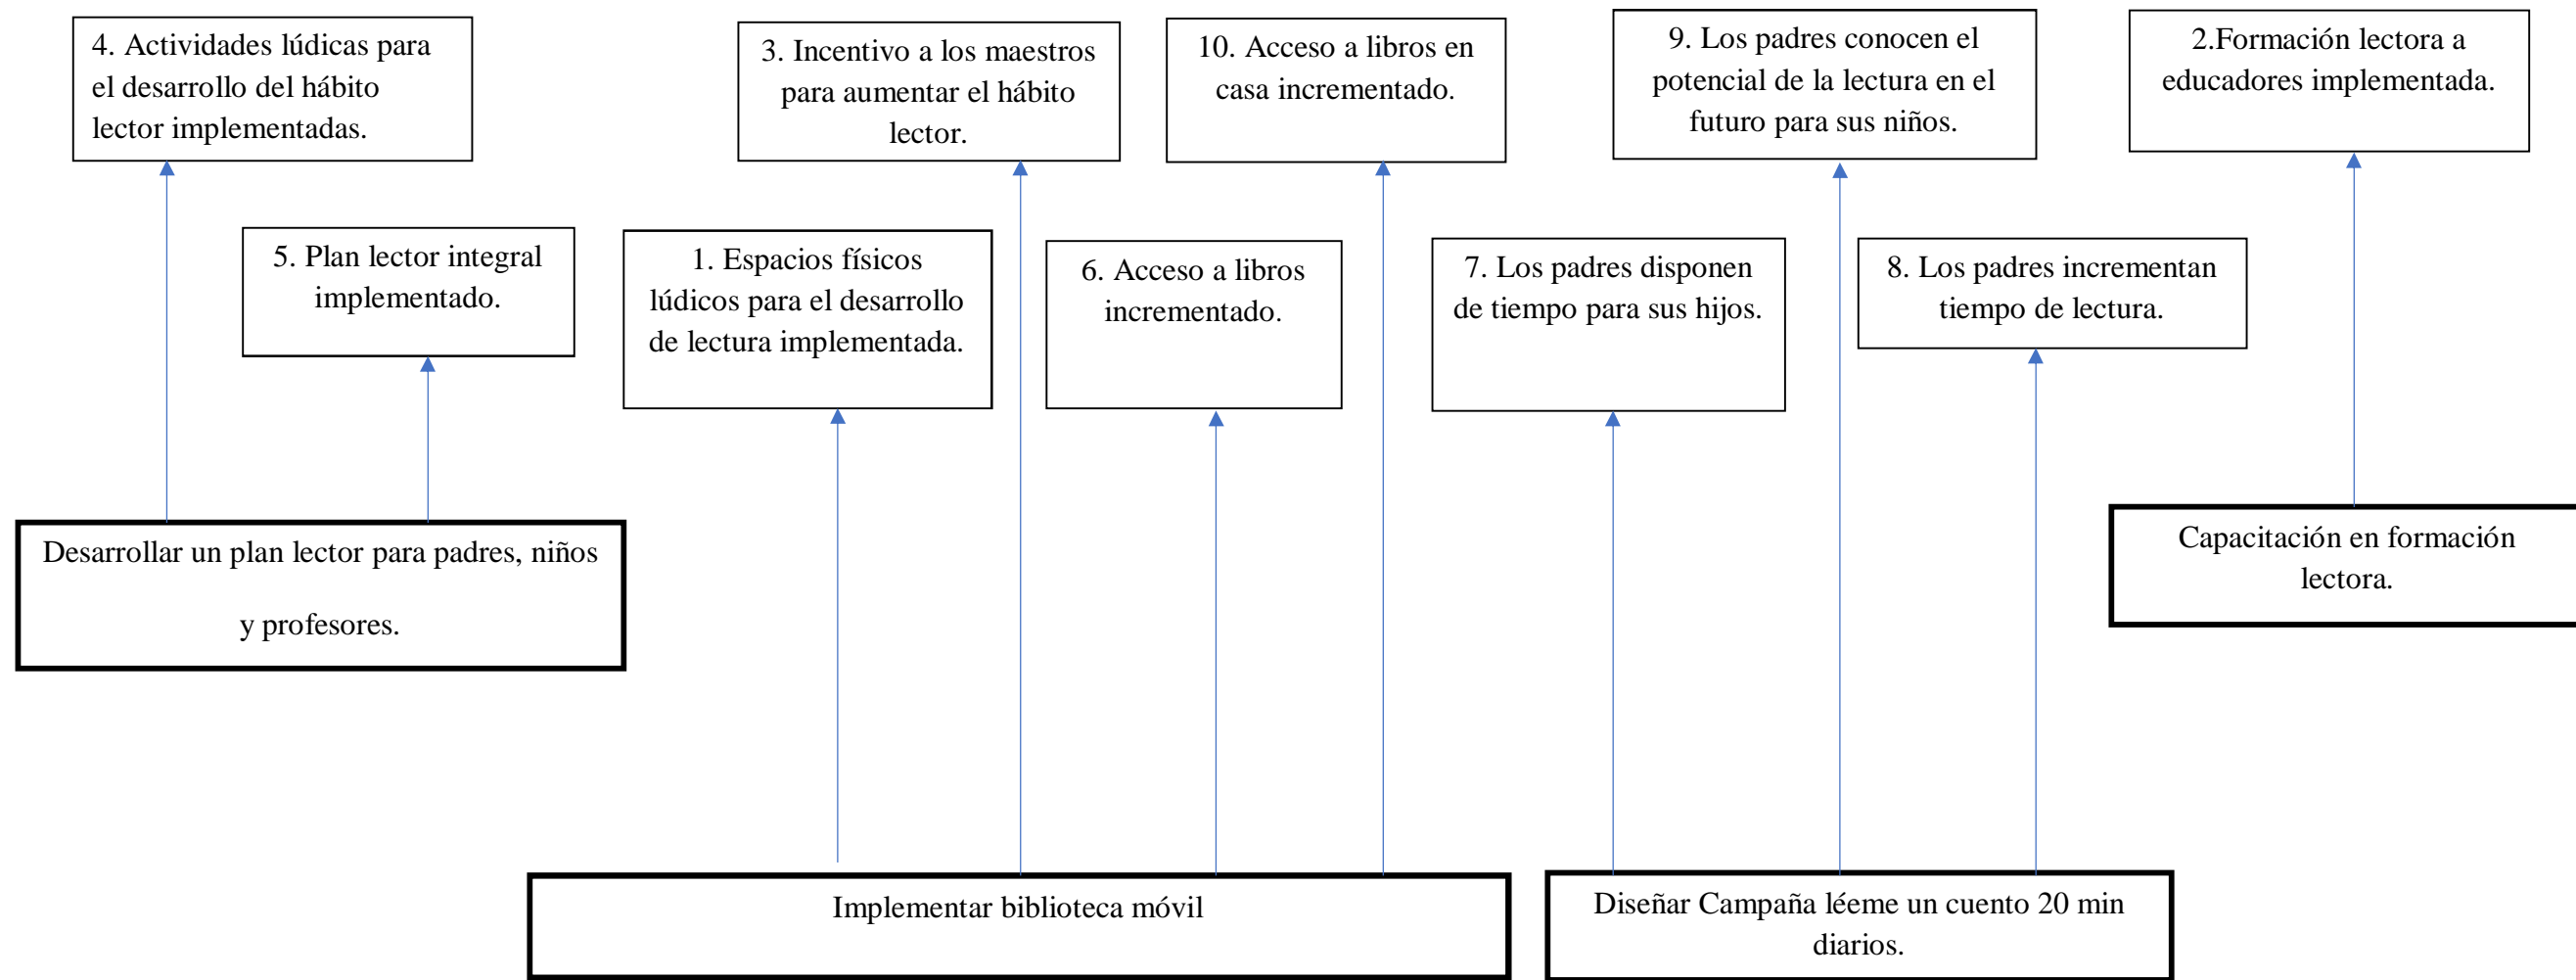 4. Actividades lúdicas para
el desarrollo del hábito
lector implementadas.
3. Incentivo a los maestros
para aumentar el hábito
lector.
10. Acceso a libros en
casa incrementado.
9. Los padres conocen el
potencial de la lectura en el
futuro para sus niños.
2.Formación lectora a
educadores implementada.
5. Plan lector integral
implementado.
1. Espacios físicos
lúdicos para el desarrollo
de lectura implementada.
6. Acceso a libros
incrementado.
7. Los padres disponen
de tiempo para sus hijos.
8. Los padres incrementan
tiempo de lectura.
Desarrollar un plan lector para padres, niños
y profesores.
Capacitación en formación
lectora.
Implementar biblioteca móvil
Diseñar Campaña léeme un cuento 20 min
diarios.